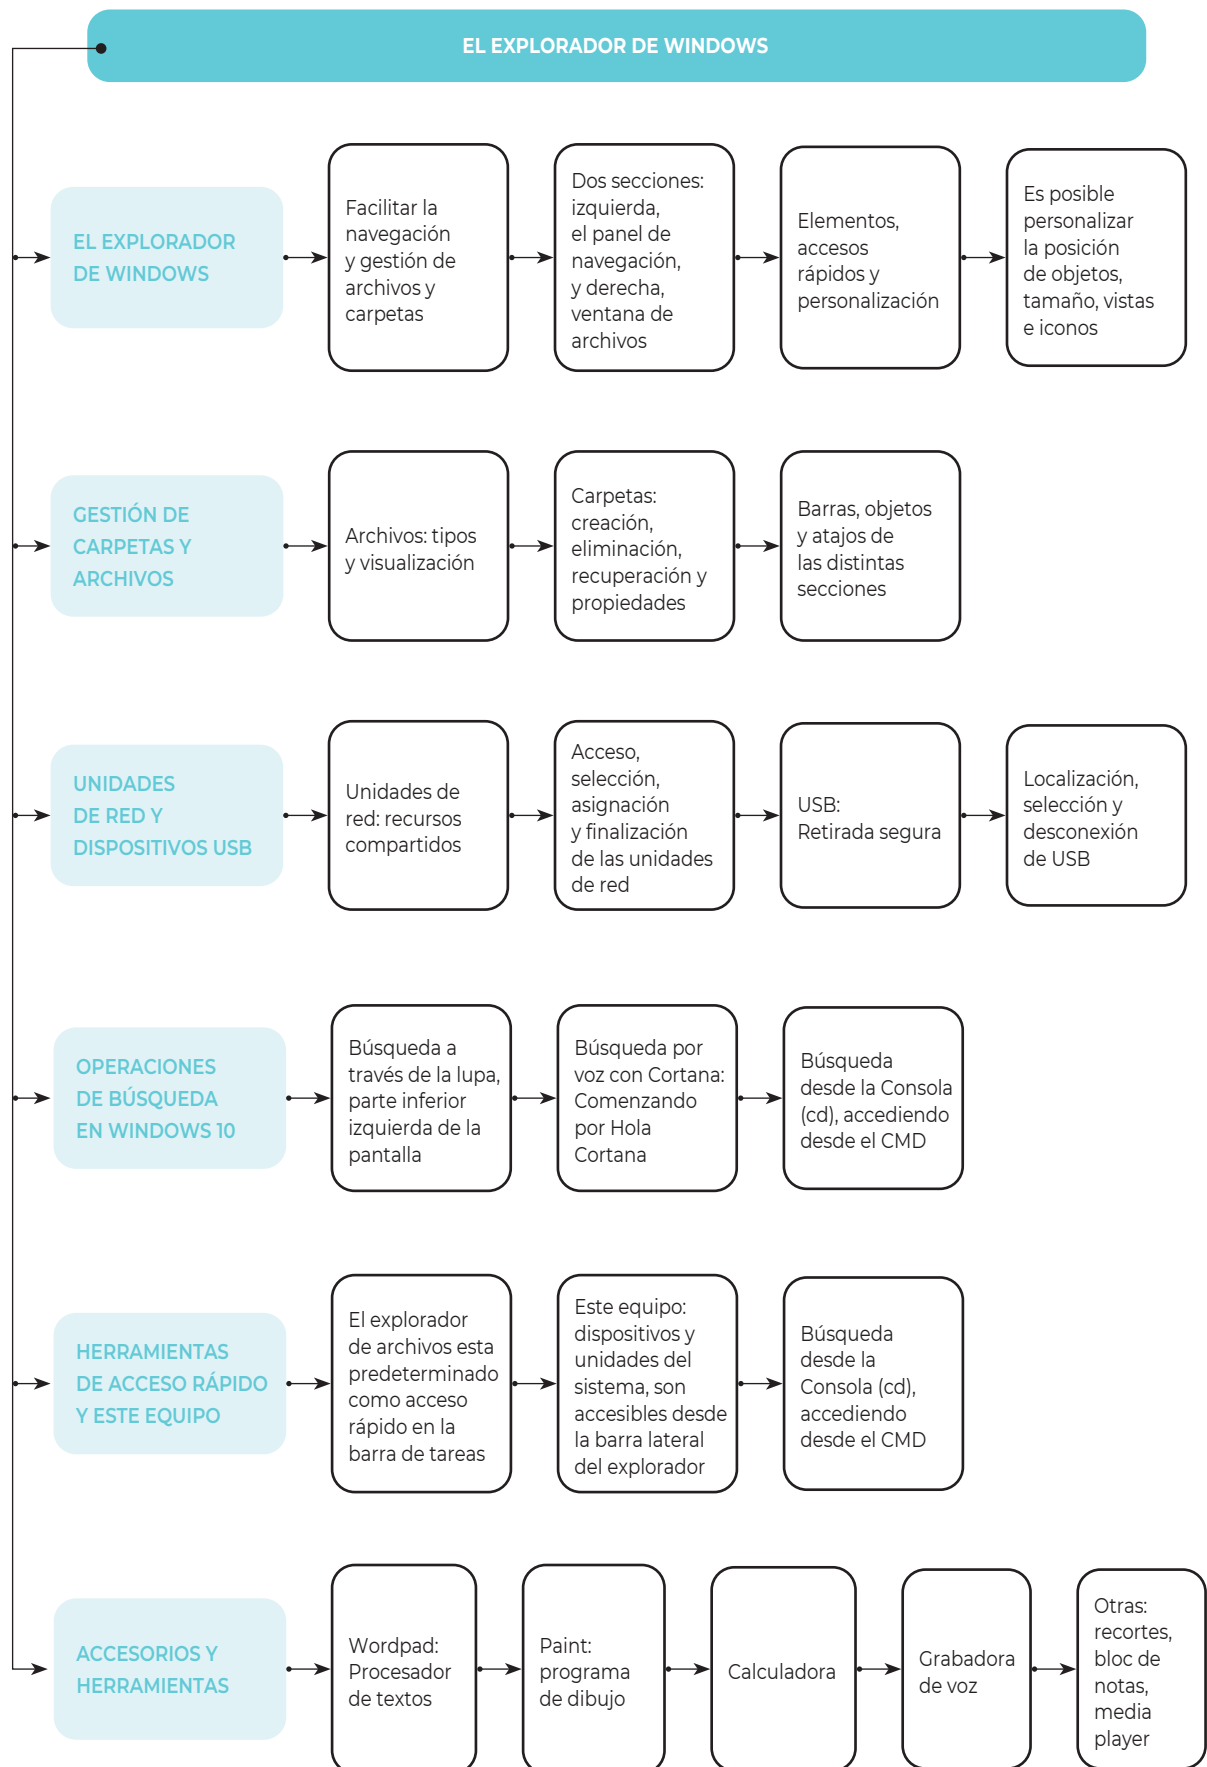 EL EXPLORADOR DE WINDOWS
EL EXPLORADOR
DE WINDOWS
Facilitar la
navegación
y gestión de
archivos y
carpetas
Dos secciones:
izquierda,
el panel de
navegación,
y derecha,
ventana de
archivos
Elementos,
accesos
rápidos y
personalización
Es posible
personalizar
la posición
de objetos,
tamaño, vistas
e iconos
GESTIÓN DE
CARPETAS Y
ARCHIVOS
Archivos: tipos
y visualización
Carpetas:
creación,
eliminación,
recuperación y
propiedades
Barras, objetos
y atajos de
las distintas
secciones
UNIDADES
DE RED Y
DISPOSITIVOS USB
Unidades de
red: recursos
compartidos
Acceso,
selección,
asignación
y finalización
de las unidades
de red
USB:
Retirada segura
Localización,
selección y
desconexión
de USB
OPERACIONES
DE BÚSQUEDA
EN WINDOWS 10
Búsqueda a
través de la lupa,
parte inferior
izquierda de la
pantalla
Búsqueda por
voz con Cortana:
Comenzando
por Hola
Cortana
Búsqueda
desde la Consola
(cd), accediendo
desde el CMD
HERRAMIENTAS
DE ACCESO RÁPIDO
Y ESTE EQUIPO
El explorador
de archivos esta
predeterminado
como acceso
rápido en la
barra de tareas
Este equipo:
dispositivos y
unidades del
sistema, son
accesibles desde
la barra lateral
del explorador
Búsqueda
desde la
Consola (cd),
accediendo
desde el CMD
ACCESORIOS Y
HERRAMIENTAS
Wordpad:
Procesador
de textos
Paint:
programa
de dibujo
Calculadora
Grabadora
de voz
Otras:
recortes,
bloc de
notas,
media
player